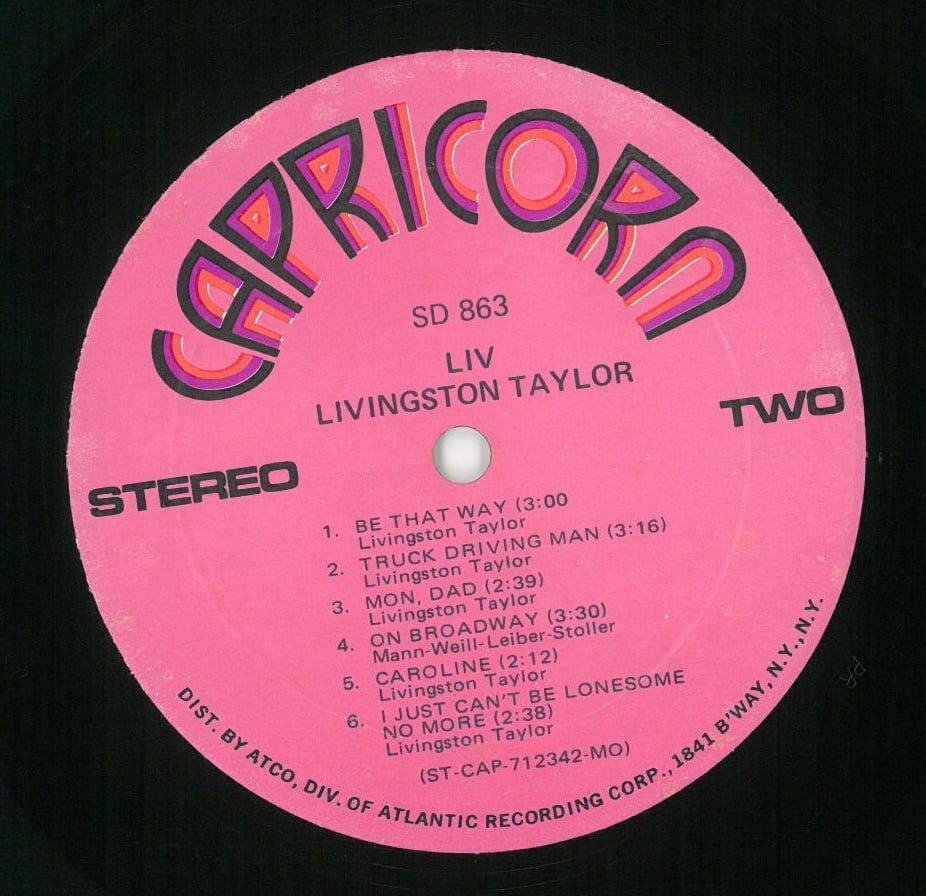 CAPRICORN
SD 863
LIV
LIVINGSTON TAYLOR
STEREO
TWO
1. BE THAT WAY (3:00
Livingston Taylor
2. TRUCK DRIVING MAN (3:16)
Livingston Taylor
3. MON, DAD (2:39)
Livingston Taylor
4. ON BROADWAY (3:30)
Mann-Weill-Leiber-Stoller
5. CAROLINE (2:12)
Livingston Taylor
6. I JUST CAN'T BE LONESOME
NO MORE (2:38)
Livingston Taylor
(ST-CAP-712342-MO)
DIST. BY ATCO, DIV. OF ATLANTIC RECORDING CORP., 1841 B'WAY, N.Y., N.Y.
PR